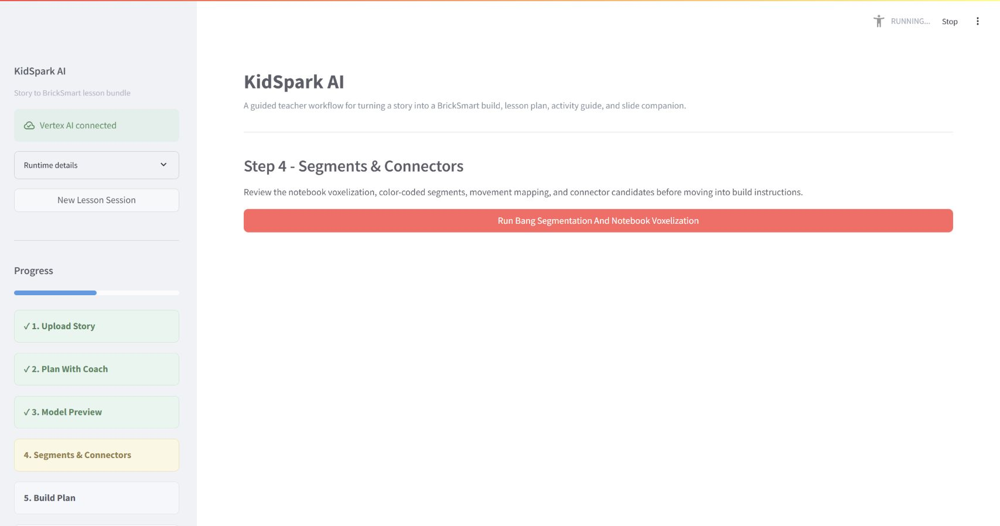 RUNNING...
Stop
KidSpark AI
Story to BrickSmart lesson bundle
Vertex AI connected
Runtime details
New Lesson Session
Progress
✓ 1. Upload Story
✓ 2. Plan With Coach
✓ 3. Model Preview
4. Segments & Connectors
5. Build Plan
KidSpark AI
A guided teacher workflow for turning a story into a BrickSmart build, lesson plan, activity guide, and slide companion.
Step 4 - Segments & Connectors
Review the notebook voxelization, color-coded segments, movement mapping, and connector candidates before moving into build instructions.
Run Bang Segmentation And Notebook Voxelization